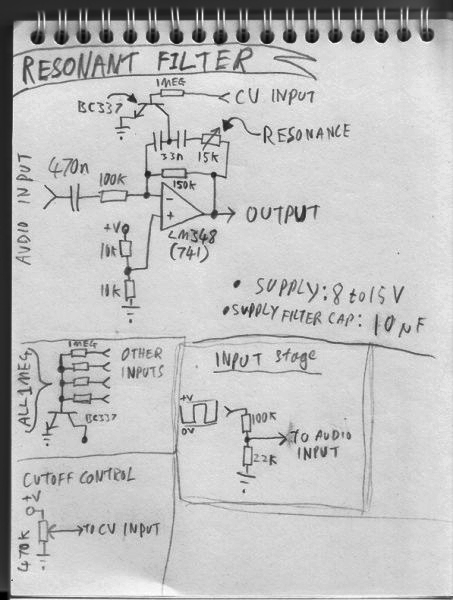 RESONANT FILTER
1MEG
BC337
CV INPUT
33n
15K
RESONANCE
AUDIO INPUT
470n
100K
150K
-
+
OUTPUT
LM348
(741)
+V
10K
10K
• SUPPLY: 8 to 15 V
• SUPPLY FILTER CAP: 10µF
ALL 1MEG
1MEG
OTHER
INPUTS
BC337
INPUT Stage
+V
0V
100K
TO AUDIO
INPUT
22K
CUTOFF CONTROL
+V
470K
TO CV INPUT